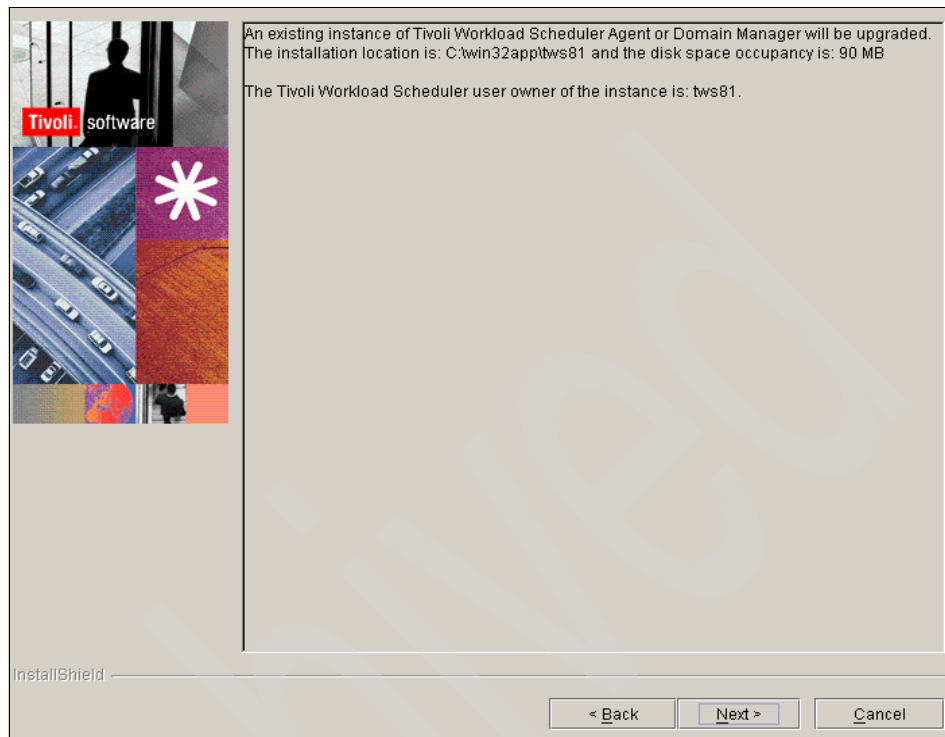 An existing instance of Tivoli Workload Scheduler Agent or Domain Manager will be upgraded.
The installation location is: C:\win32app\tws81 and the disk space occupancy is: 90 MB
The Tivoli Workload Scheduler user owner of the instance is: tws81.
Tivoli. software
InstallShield
< Back
Next >
Cancel